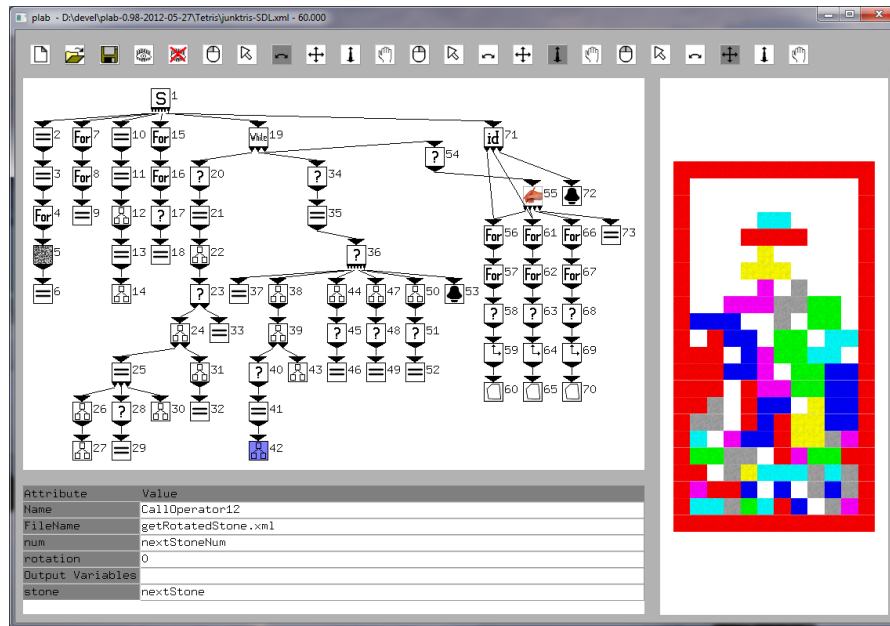 plab - D:\devel\plab-0.98-2012-05-27\Tetris\junktris-SDL.xml - 60.000
S 1
= 2 For 7 = 10 For 15 While 19 id 71
? 54
= 3 For 8 = 11 For 16 ? 20 ? 34
55 72
For 4 = 9 12 ? 17 = 21 = 35
For 56 For 61 For 66 = 73
5 = 13 = 18 22 ? 36
For 57 For 62 For 67
= 6 14 ? 23 = 37 38 44 47 50 53
? 58 ? 63 ? 68
24 = 33 39 ? 45 ? 48 ? 51
59 64 69
= 25 31 ? 40 43 = 46 = 49 = 52
60 65 70
26 ? 28 30 = 32 = 41
27 = 29 42
Attribute Value
Name CallOperator12
FileName getRotatedStone.xml
num nextStoneNum
rotation 0
Output Variables
stone nextStone